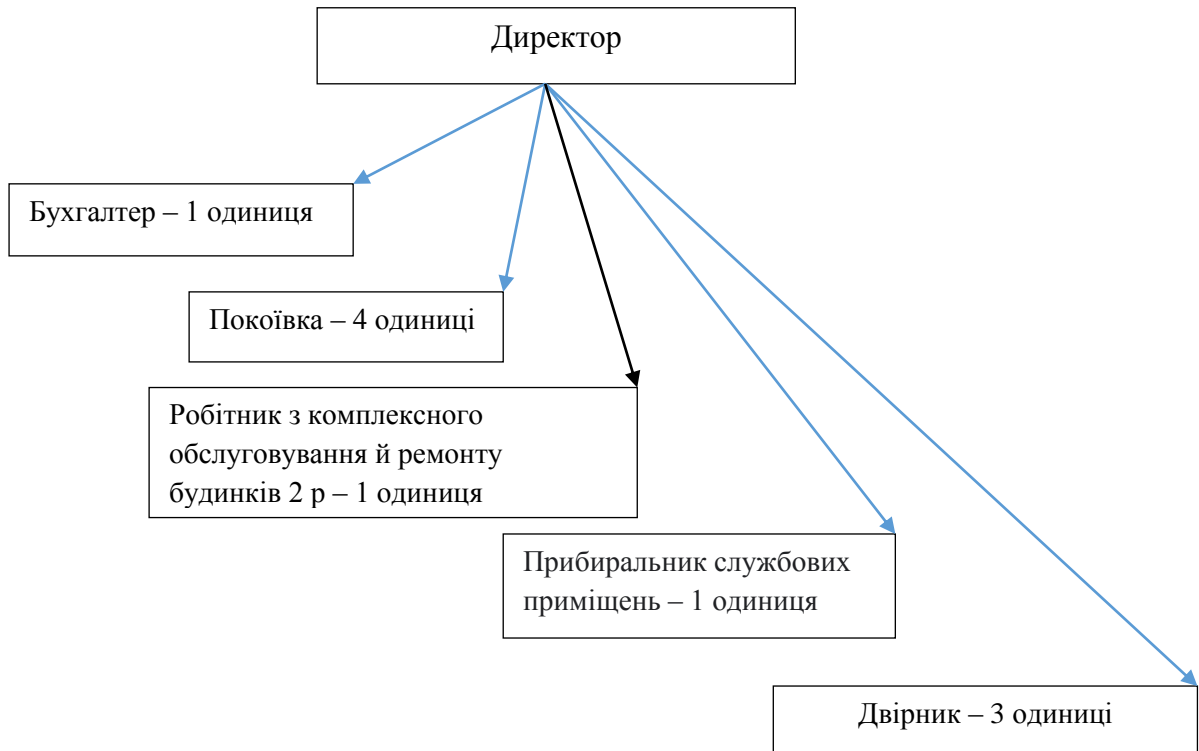 Директор
Бухгалтер – 1 одиниця
Покоївка – 4 одиниці
Робітник з комплексного
обслуговування й ремонту
будинків 2 р – 1 одиниця
Прибиральник службових
приміщень – 1 одиниця
Двірник – 3 одиниці